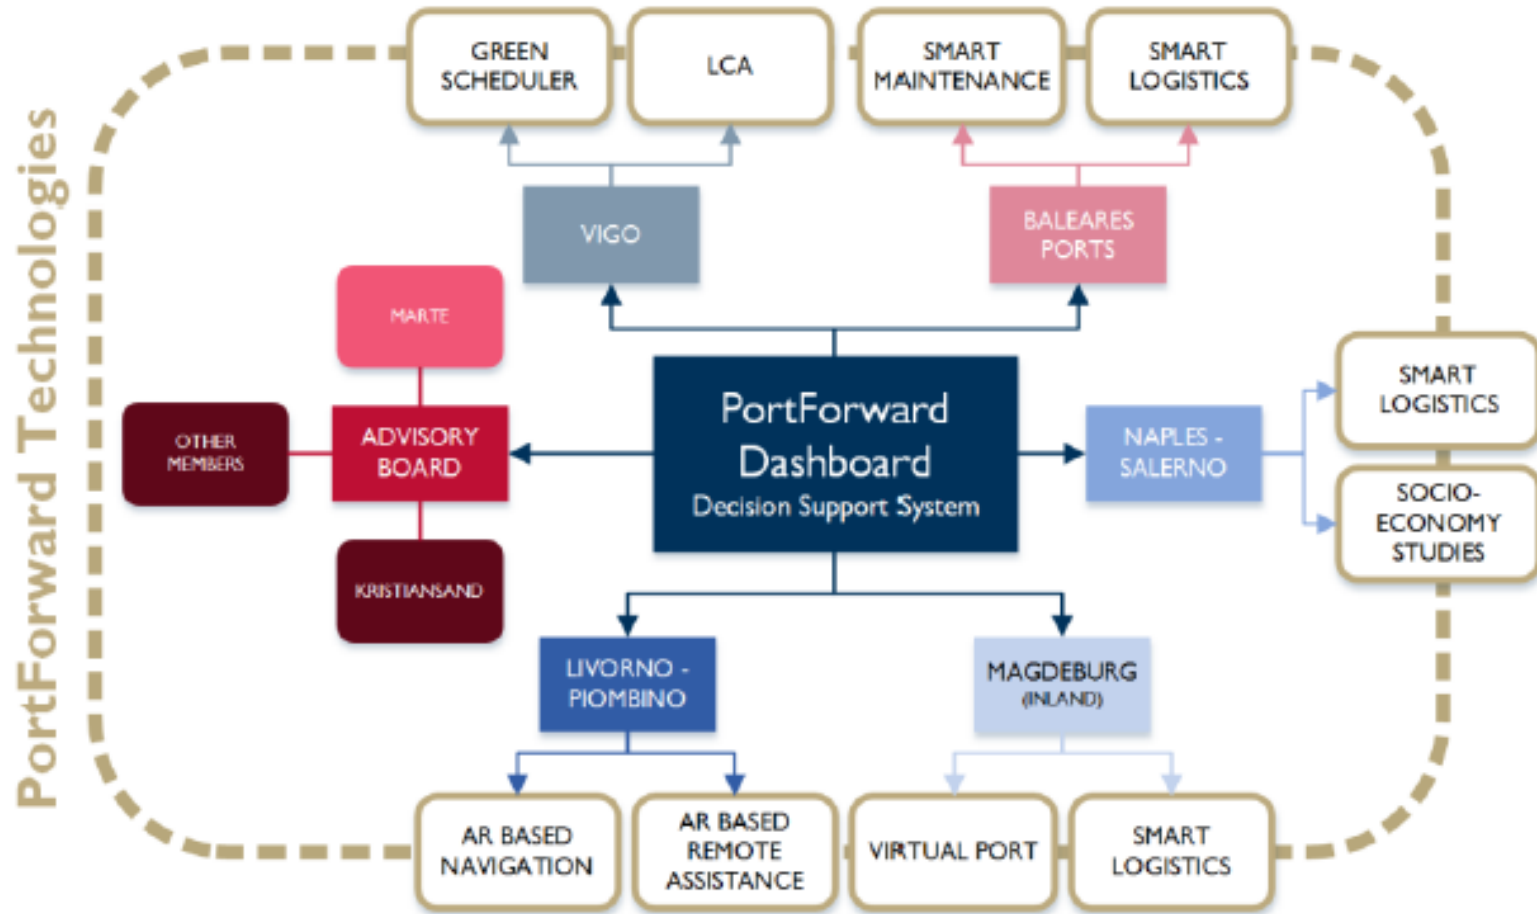 PortForward Technologies
GREEN
SCHEDULER
LCA
SMART
MAINTENANCE
SMART
LOGISTICS
VIGO
BALEARES
PORTS
MARTE
OTHER
MEMBERS
ADVISORY
BOARD
KRISTIANSAND
PortForward
Dashboard
Decision Support System
NAPLES -
SALERNO
SMART
LOGISTICS
SOCIO-
ECONOMY
STUDIES
LIVORNO -
PIOMBINO
MAGDEBURG
(INLAND)
AR BASED
NAVIGATION
AR BASED
REMOTE
ASSISTANCE
VIRTUAL PORT
SMART
LOGISTICS